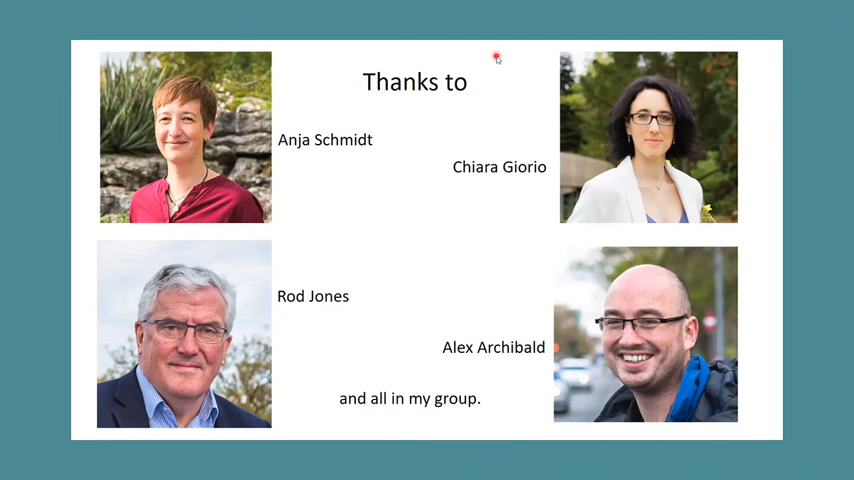 Thanks to
Anja Schmidt
Chiara Giorio
Rod Jones
Alex Archibald
and all in my group.